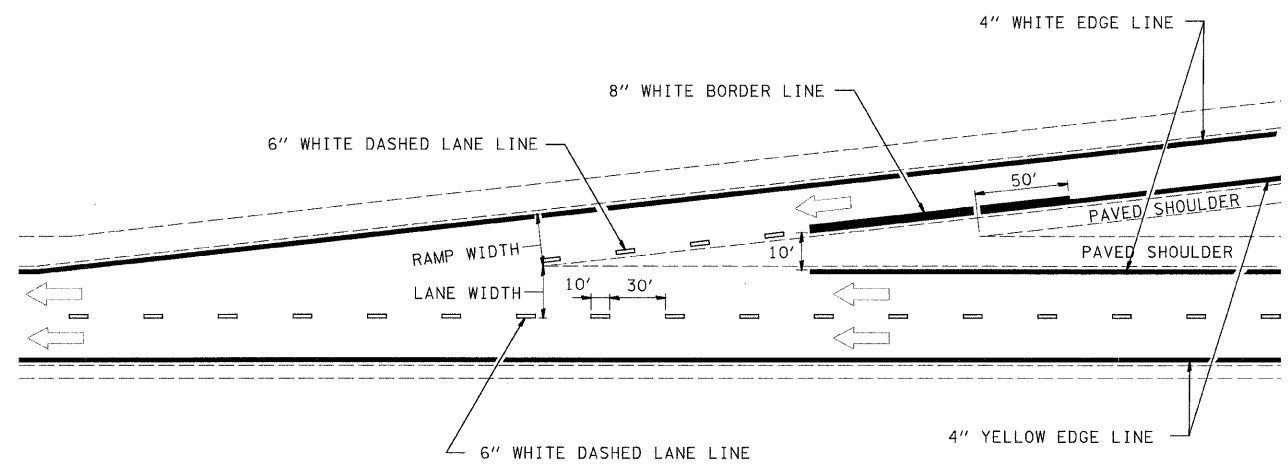 4" WHITE EDGE LINE
8" WHITE BORDER LINE
6" WHITE DASHED LANE LINE
50'
PAVED SHOULDER
RAMP WIDTH
10'
PAVED SHOULDER
LANE WIDTH
10'
30'
4" YELLOW EDGE LINE
6" WHITE DASHED LANE LINE